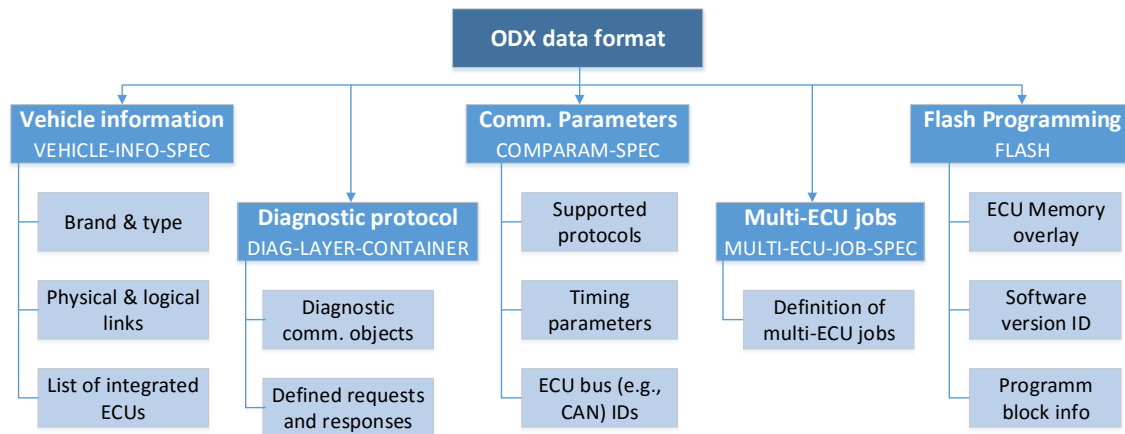 ODX data format
Vehicle information
VEHICLE-INFO-SPEC
Brand & type
Physical & logical
links
List of integrated
ECUs
Diagnostic protocol
DIAG-LAYER-CONTAINER
Diagnostic
comm. objects
Defined requests
and responses
Comm. Parameters
COMPARAM-SPEC
Supported
protocols
Timing
parameters
ECU bus (e.g.,
CAN) IDs
Multi-ECU jobs
MULTI-ECU-JOB-SPEC
Definition of
multi-ECU jobs
Flash Programming
FLASH
ECU Memory
overlay
Software
version ID
Programm
block info